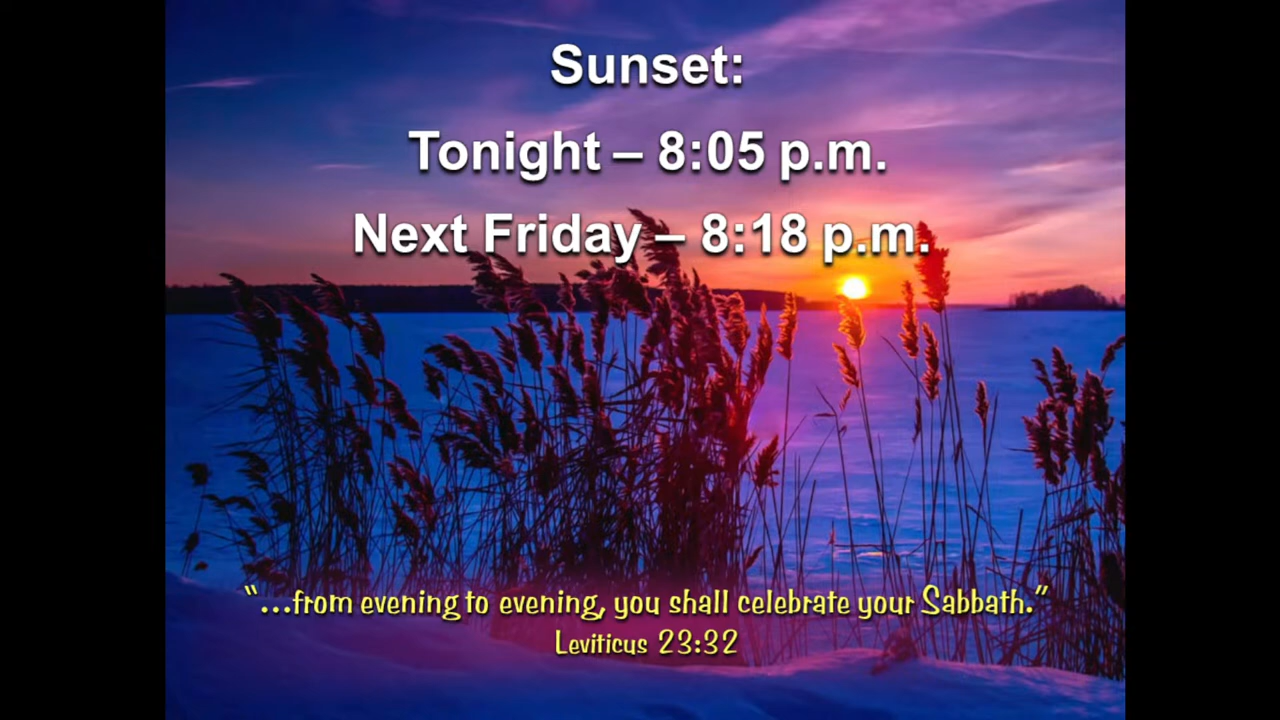 Sunset:
Tonight – 8:05 p.m.
Next Friday – 8:18 p.m.
“...from evening to evening, you shall celebrate your Sabbath.”
Leviticus 23:32